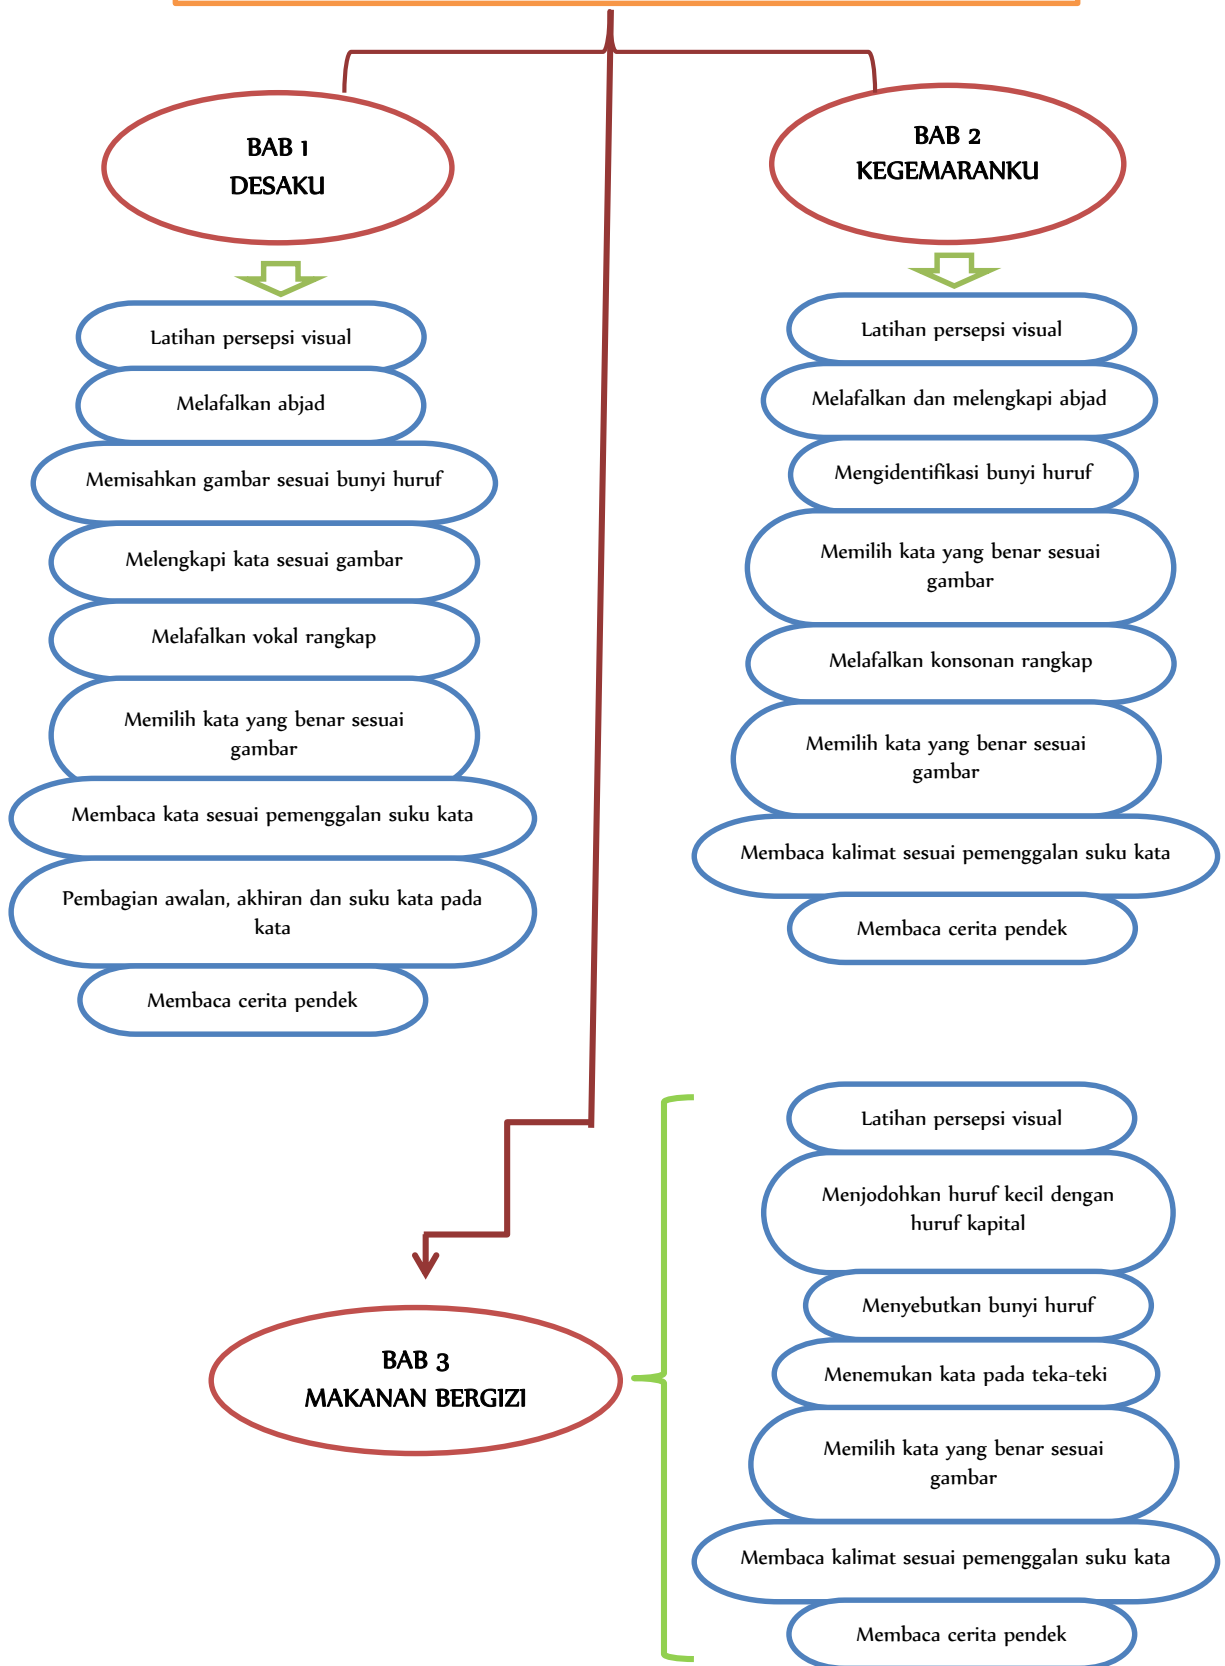 BAB 1
DESAKU
Latihan persepsi visual
Melafalkan abjad
Memisahkan gambar sesuai bunyi huruf
Melengkapi kata sesuai gambar
Melafalkan vokal rangkap
Memilih kata yang benar sesuai
gambar
Membaca kata sesuai pemenggalan suku kata
Pembagian awalan, akhiran dan suku kata pada
kata
Membaca cerita pendek
BAB 2
KEGEMARANKU
Latihan persepsi visual
Melafalkan dan melengkapi abjad
Mengidentifikasi bunyi huruf
Memilih kata yang benar sesuai
gambar
Melafalkan konsonan rangkap
Memilih kata yang benar sesuai
gambar
Membaca kalimat sesuai pemenggalan suku kata
Membaca cerita pendek
BAB 3
MAKANAN BERGIZI
Latihan persepsi visual
Menjodohkan huruf kecil dengan
huruf kapital
Menyebutkan bunyi huruf
Menemukan kata pada teka-teki
Memilih kata yang benar sesuai
gambar
Membaca kalimat sesuai pemenggalan suku kata
Membaca cerita pendek